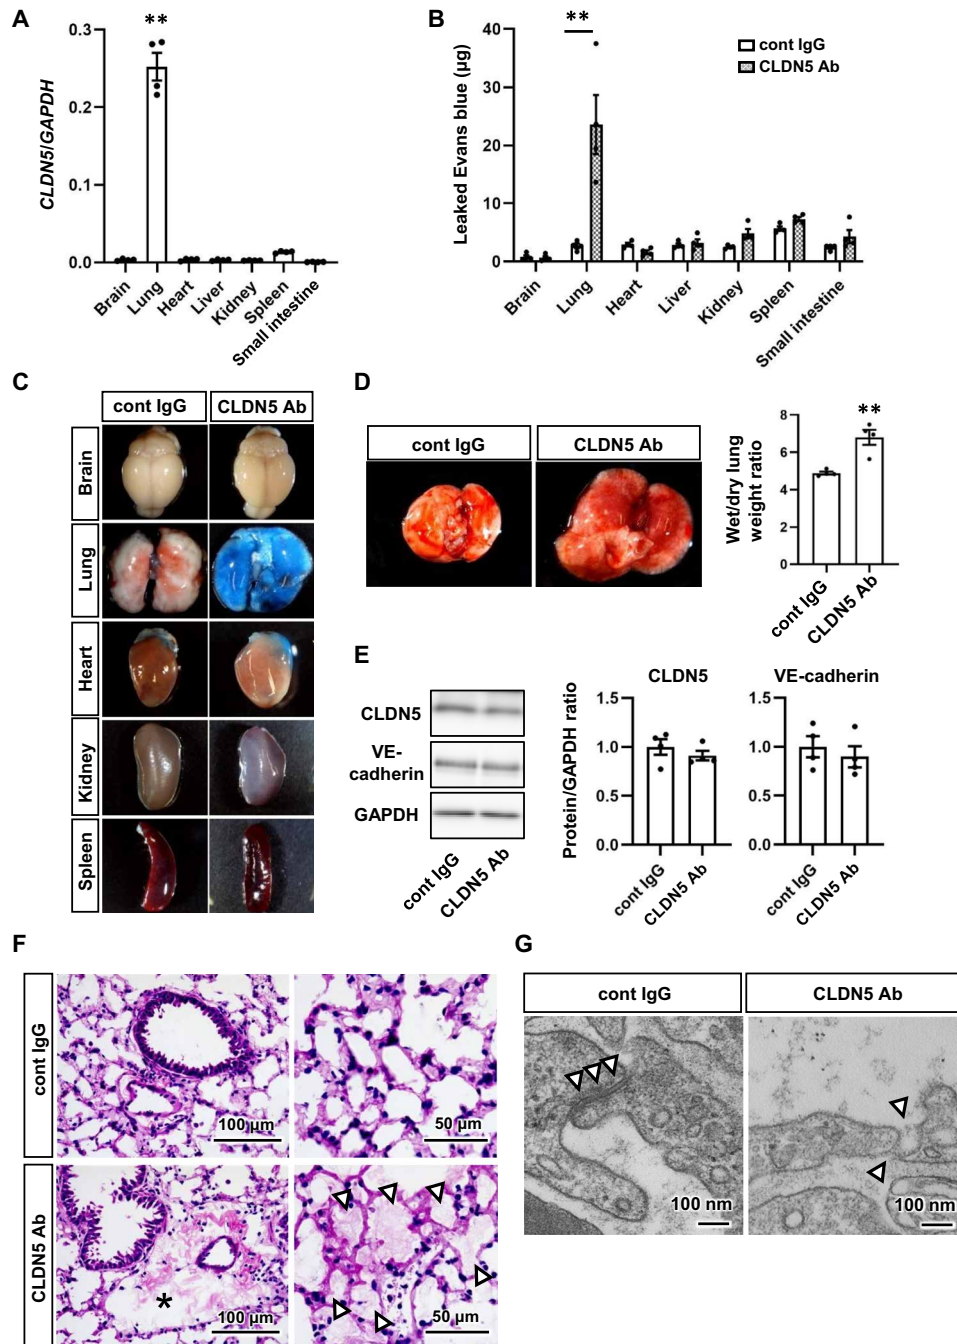 A
**
CLDN5/GAPDH
0.3
0.2
0.1
0.0
Brain
Lung
Heart
Liver
Kidney
Spleen
Small intestine
B
**
Leaked Evans blue (µg)
40
30
20
10
0
cont IgG
CLDN5 Ab
Brain
Lung
Heart
Liver
Kidney
Spleen
Small intestine
C
cont IgG
CLDN5 Ab
Brain
Lung
Heart
Kidney
Spleen
D
cont IgG
CLDN5 Ab
Wet/dry lung
weight ratio
8
6
4
2
0
**
cont IgG
CLDN5 Ab
E
CLDN5
VE-
cadherin
GAPDH
cont IgG
CLDN5 Ab
Protein/GAPDH ratio
CLDN5
1.5
1.0
0.5
0.0
cont IgG
CLDN5 Ab
VE-cadherin
1.5
1.0
0.5
0.0
cont IgG
CLDN5 Ab
F
cont IgG
100 µm
50 µm
CLDN5 Ab
*
100 µm
50 µm
G
cont IgG
CLDN5 Ab
100 nm
100 nm